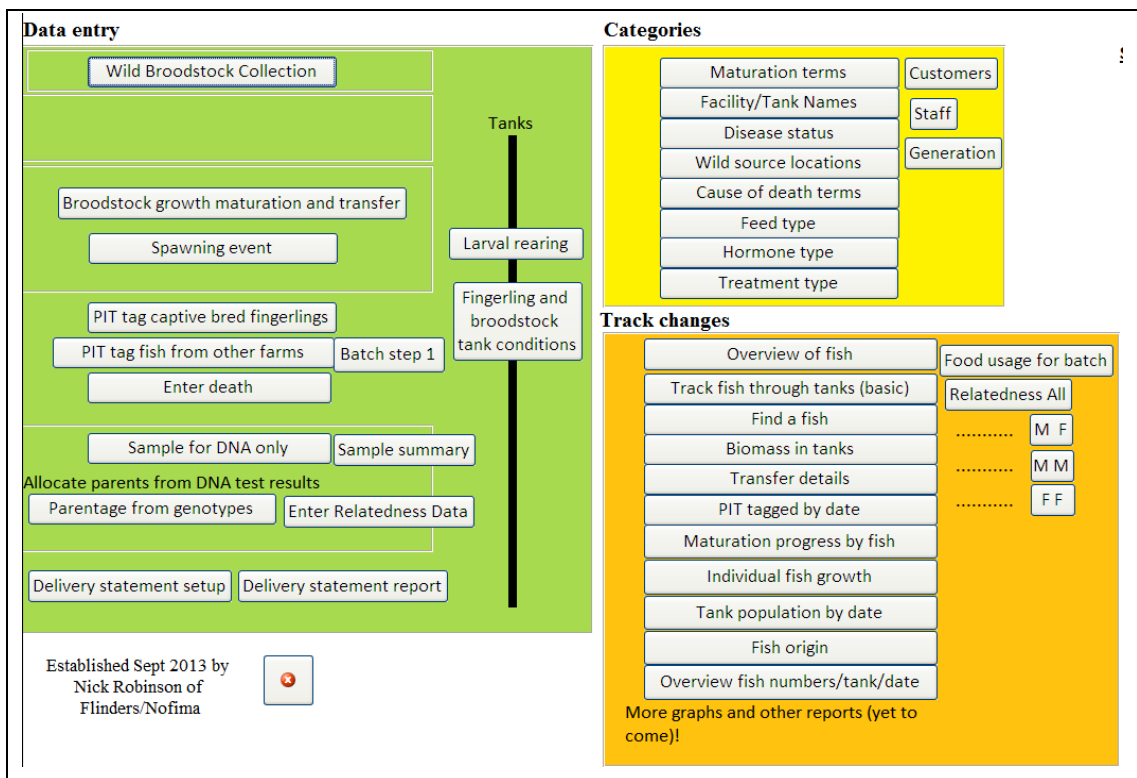 Data entry
Wild Broodstock Collection
Tanks
Broodstock growth maturation and transfer
Spawning event
Larval rearing
Fingerling and
broodstock
tank conditions
PIT tag captive bred fingerlings
PIT tag fish from other farms
Batch step 1
Enter death
Sample for DNA only
Sample summary
Allocate parents from DNA test results
Parentage from genotypes
Enter Relatedness Data
Delivery statement setup
Delivery statement report
Established Sept 2013 by
Nick Robinson of
Flinders/Nofima
Categories
Maturation terms
Facility/Tank Names
Disease status
Wild source locations
Cause of death terms
Feed type
Hormone type
Treatment type
Customers
Staff
Generation
Track changes
Overview of fish
Track fish through tanks (basic)
Find a fish
Biomass in tanks
Transfer details
PIT tagged by date
Maturation progress by fish
Individual fish growth
Tank population by date
Fish origin
Overview fish numbers/tank/date
Food usage for batch
Relatedness All
........... M F
........... M M
........... F F
More graphs and other reports (yet to
come)!